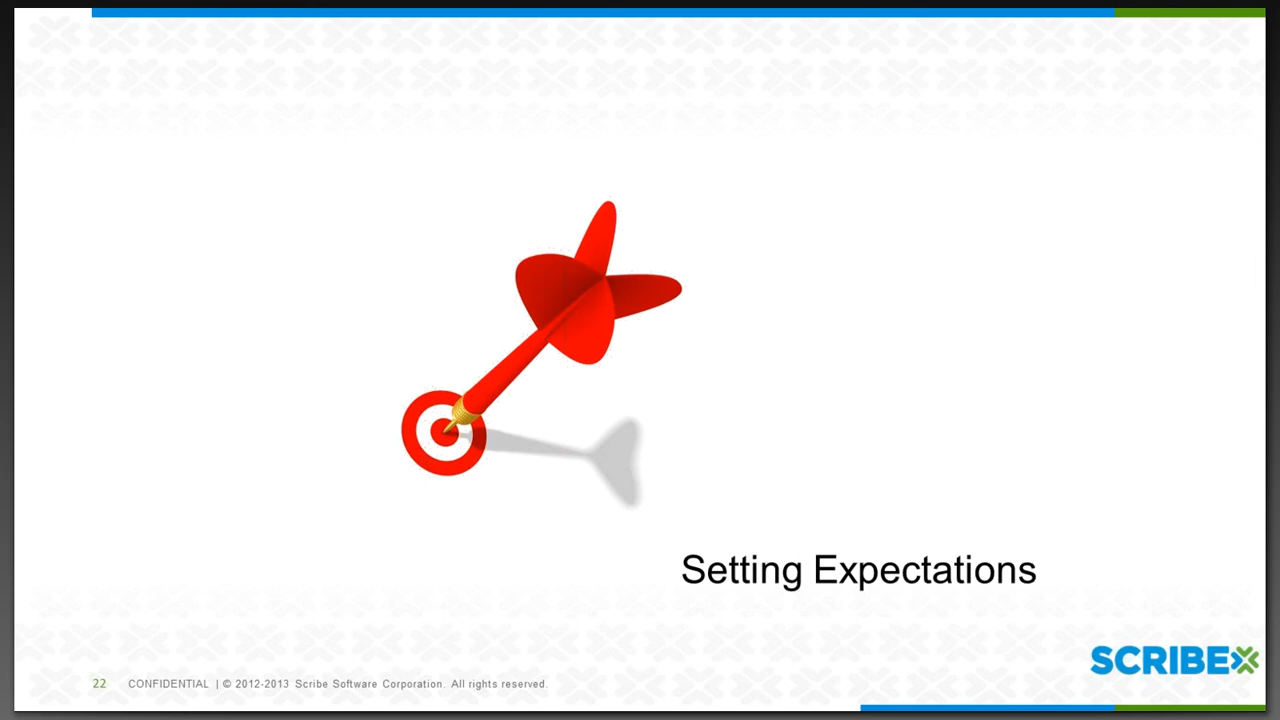 Setting Expectations
SCRIBE
22 CONFIDENTIAL | © 2012-2013 Scribe Software Corporation. All rights reserved.